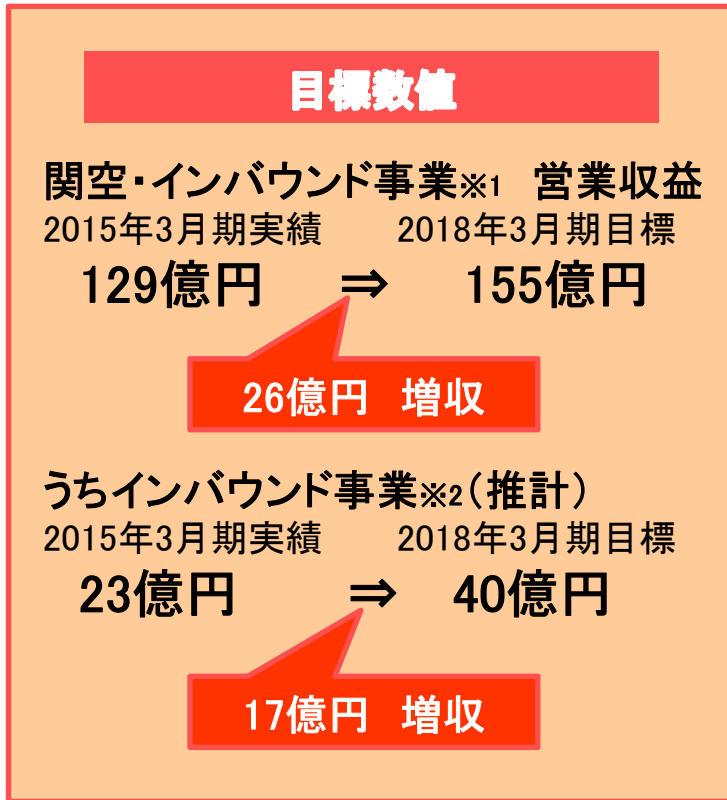 目標数値
関空・インバウンド事業※1 営業収益
2015年3月期実績 2018年3月期目標
129億円 ⇒ 155億円
26億円 増収
うちインバウンド事業※2(推計)
2015年3月期実績 2018年3月期目標
23億円 ⇒ 40億円
17億円 増収